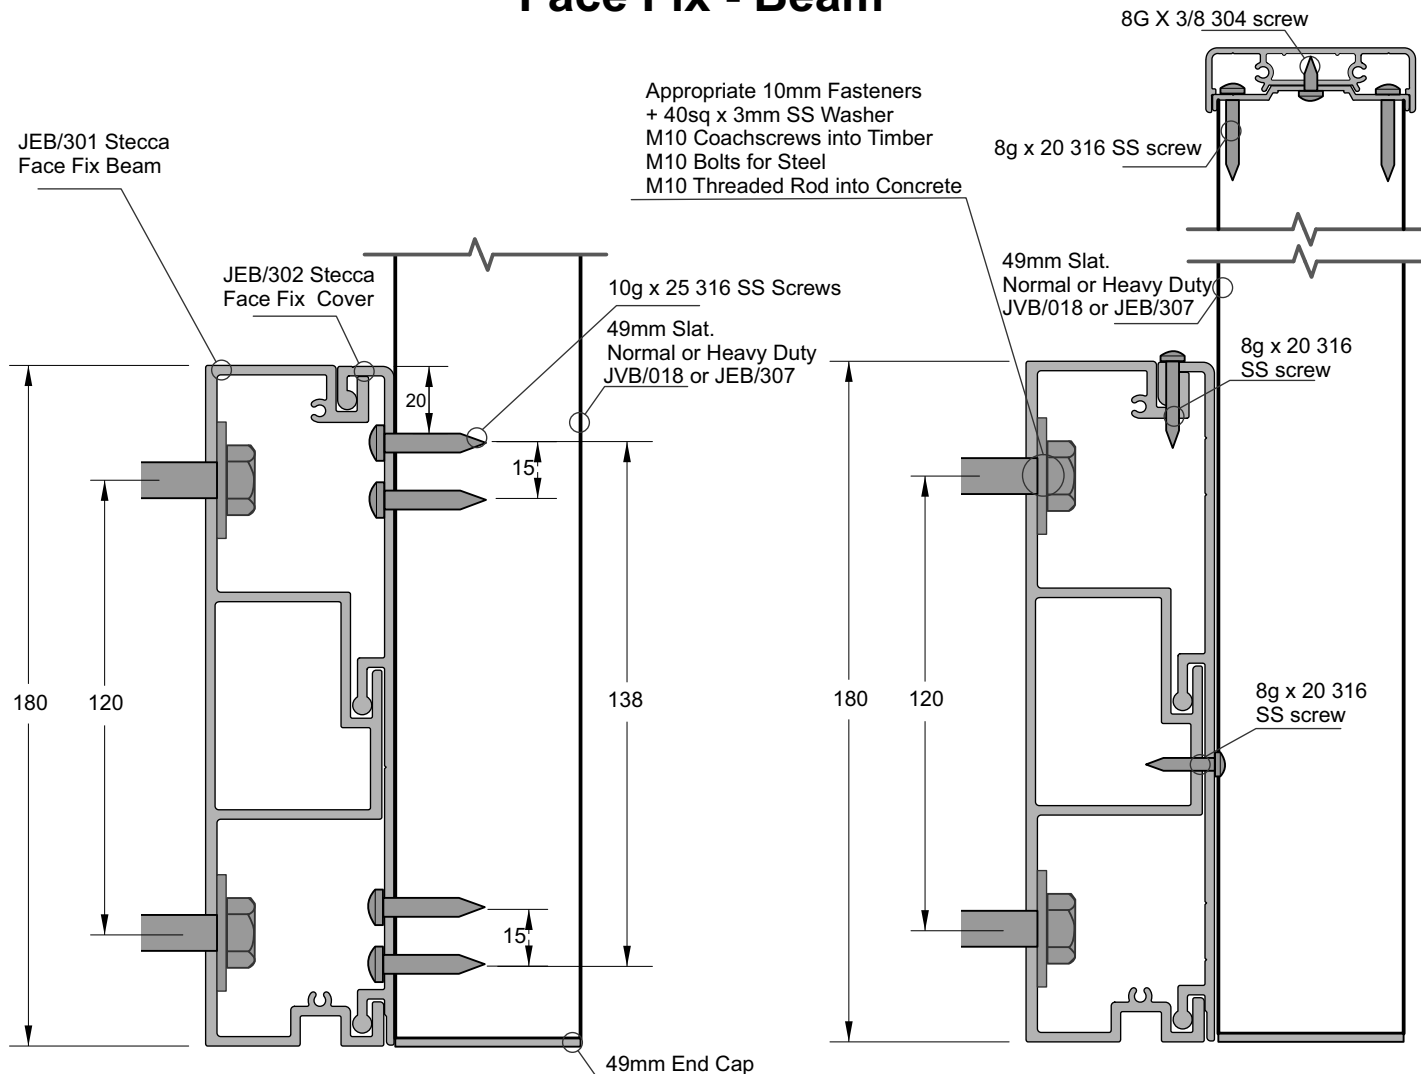 Face Fix - Beam
8G X 3/8 304 screw
Appropriate 10mm Fasteners
+ 40sq x 3mm SS Washer
M10 Coachscrews into Timber
M10 Bolts for Steel
M10 Threaded Rod into Concrete
JEB/301 Stecca
Face Fix Beam
8g x 20 316 SS screw
JEB/302 Stecca
Face Fix Cover
10g x 25 316 SS Screws
49mm Slat.
Normal or Heavy Duty
JVB/018 or JEB/307
49mm Slat.
Normal or Heavy Duty
JVB/018 or JEB/307
8g x 20 316
SS screw
20
15
180
120
138
180
120
8g x 20 316
SS screw
15
49mm End Cap